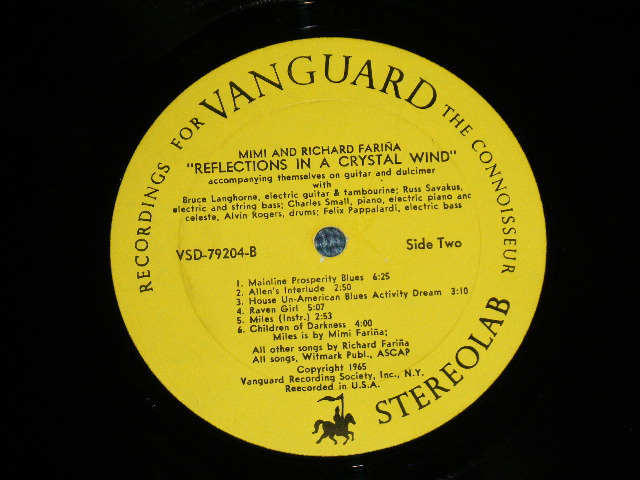 RECORDINGS FOR VANGUARD THE CONNOISSEUR
MIMI AND RICHARD FARIÑA
"REFLECTIONS IN A CRYSTAL WIND"
accompanying themselves on guitar and dulcimer
with
Bruce Langhorne, electric guitar & tambourine; Russ Savakus,
electric and string bass; Charles Small, piano, electric piano anc
celeste, Alvin Rogers, drums; Felix Pappalardi, electric bass
VSD-79204-B
Side Two
1. Mainline Prosperity Blues 6:25
2. Allen's Interlude 2:50
3. House Un-American Blues Activity Dream 3:10
4. Raven Girl 5:07
5. Miles (Instr.) 2:53
6. Children of Darkness 4:00
Miles is by Mimi Fariña;
All other songs by Richard Fariña
All songs, Witmark Publ., ASCAP
Copyright 1965
Vanguard Recording Society, Inc., N.Y.
Reecorded in U.S.A.
STEREOLAB